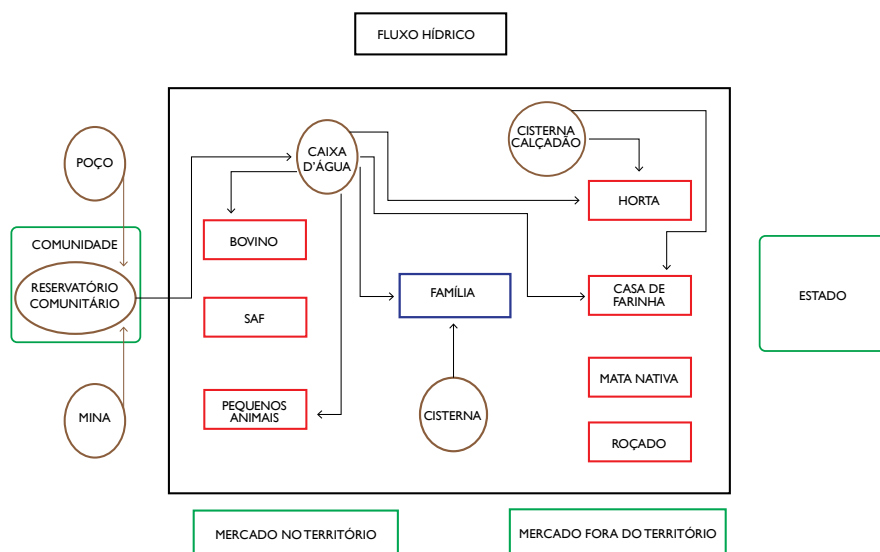 FLUXO HÍDRICO
POÇO
COMUNIDADE
RESERVATÓRIO
COMUNITÁRIO
MINA
CAIXA
D'ÁGUA
BOVINO
SAF
PEQUENOS
ANIMAIS
FAMÍLIA
CISTERNA
CISTERNA
CALÇADÃO
HORTA
CASA DE
FARINHA
MATA NATIVA
ROÇADO
ESTADO
MERCADO NO TERRITÓRIO
MERCADO FORA DO TERRITÓRIO